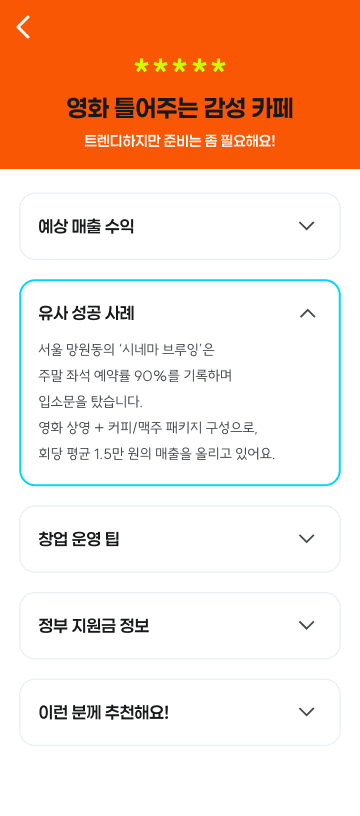 *****
영화 틀어주는 감성 카페
트렌디하지만 준비는 좀 필요해요!
예상 매출 수익
유사 성공 사례
서울 망원동의 ‘시네마 브루잉’은
주말 좌석 예약률 90%를 기록하며
입소문을 탔습니다.
영화 상영 + 커피/맥주 패키지 구성으로,
회당 평균 1.5만 원의 매출을 올리고 있어요.
창업 운영 팁
정부 지원금 정보
이런 분께 추천해요!